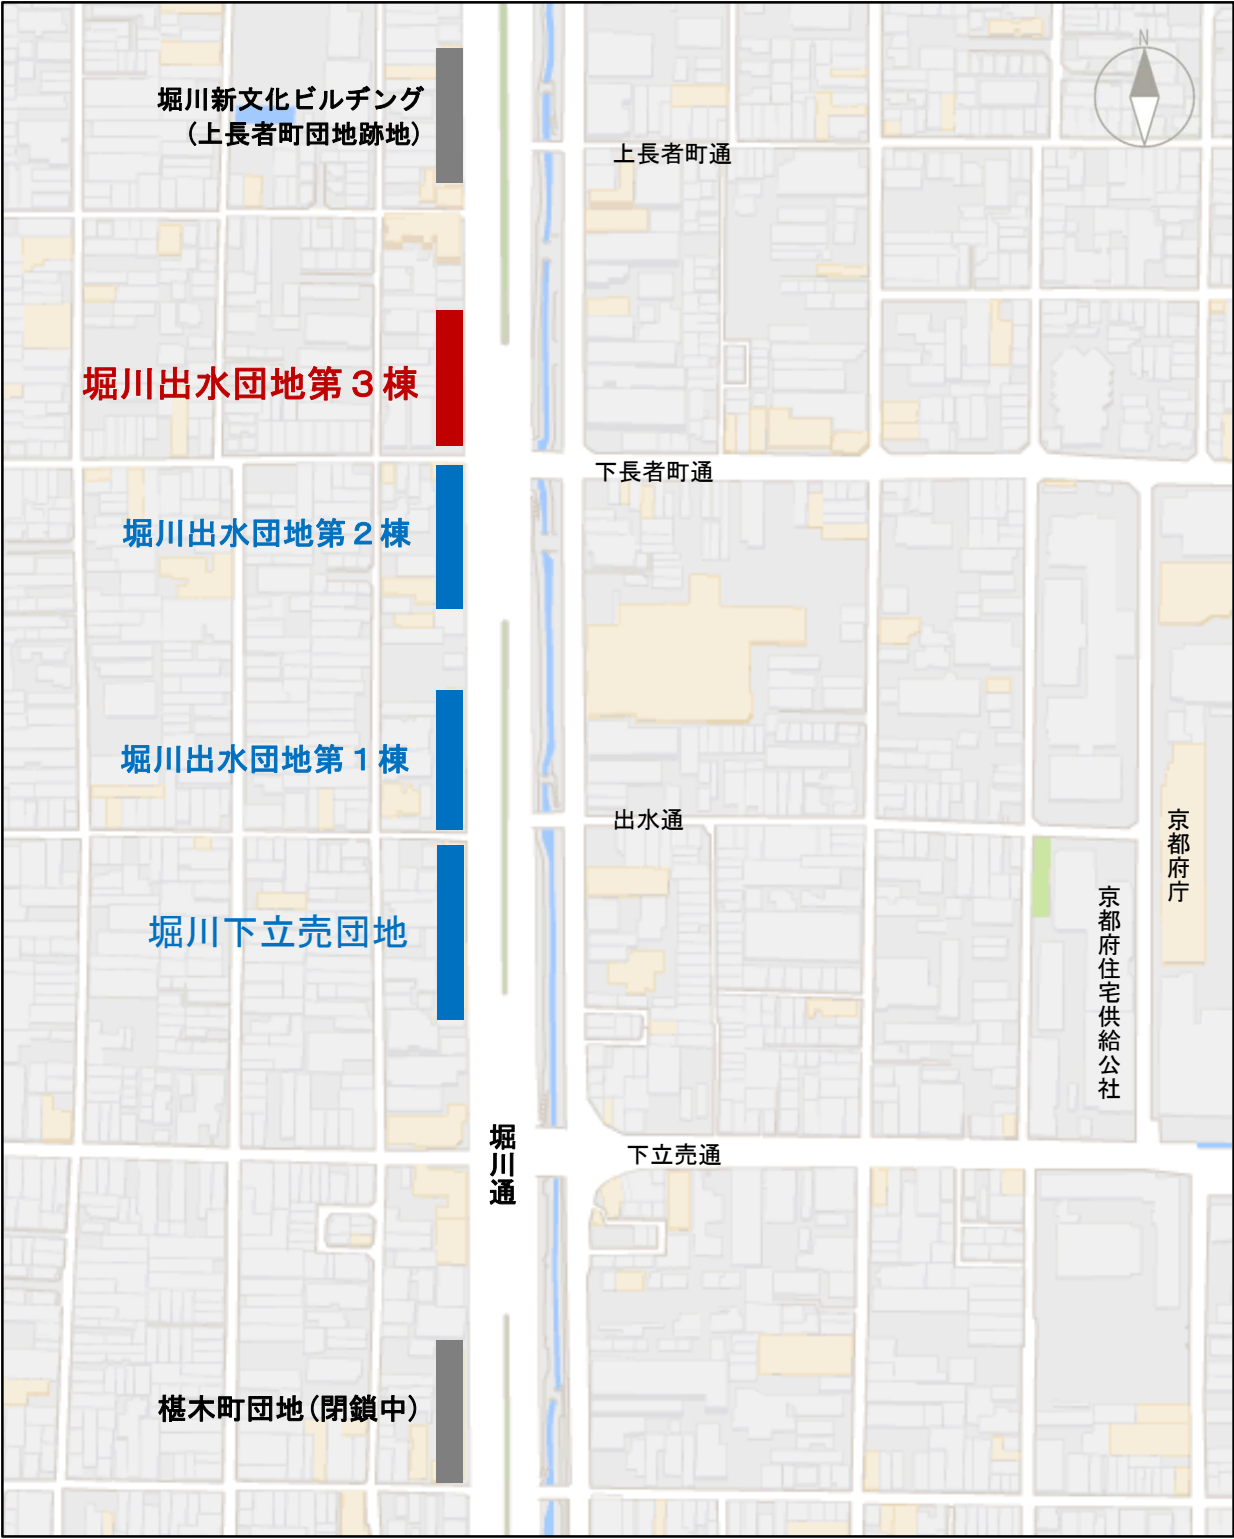 N
堀川新文化ビルヂング
(上長者町団地跡地)
上長者町通
堀川出水団地第３棟
下長者町通
堀川出水団地第２棟
堀川出水団地第１棟
出水通
京都府庁
京都府住宅供給公社
堀川下立売団地
堀川通
下立売通
椹木町団地(閉鎖中)